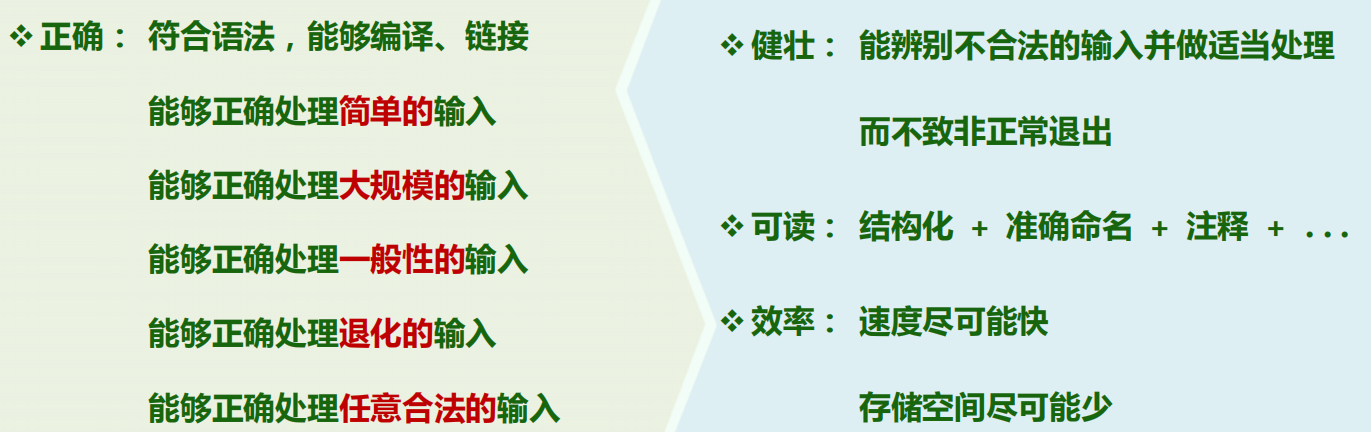 ❖ 正确： 符合语法，能够编译、链接
能够正确处理简单的输入
能够正确处理大规模的输入
能够正确处理一般性的输入
能够正确处理退化的输入
能够正确处理任意合法的输入
❖ 健壮： 能辨别不合法的输入并做适当处理
而不致非正常退出
❖ 可读： 结构化 + 准确命名 + 注释 + ...
❖ 效率： 速度尽可能快
存储空间尽可能少